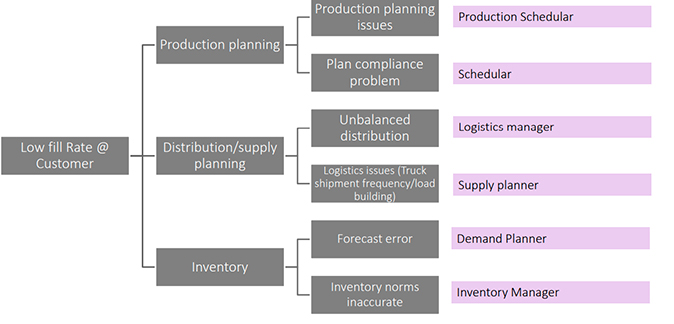 Production planning
issues
Production Schedular
Production planning
Plan compliance
problem
Schedular
Low fill Rate @
Customer
Distribution/supply
planning
Unbalanced
distribution
Logistics manager
Logistics issues (Truck
shipment frequency/load
building)
Supply planner
Forecast error
Demand Planner
Inventory
Inventory norms
inaccurate
Inventory Manager